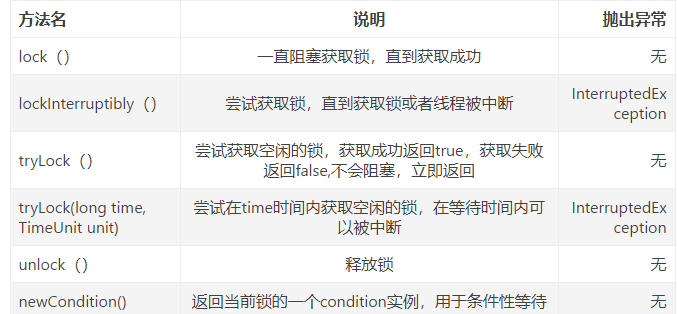 方法名 说明 抛出异常
lock（） 一直阻塞获取锁，直到获取成功 无
lockInterruptibly（） 尝试获取锁，直到获取锁或者线程被中断 InterruptedEx
ception
tryLock（） 尝试获取空闲的锁，获取成功返回true，获取失败 无
返回false,不会阻塞，立即返回
tryLock(long time, 尝试在time时间内获取空闲的锁，在等待时间内可 InterruptedEx
TimeUnit unit) 以被中断 ception
unlock（） 释放锁 无
newCondition() 返回当前锁的一个condition实例，用于条件性等待 无